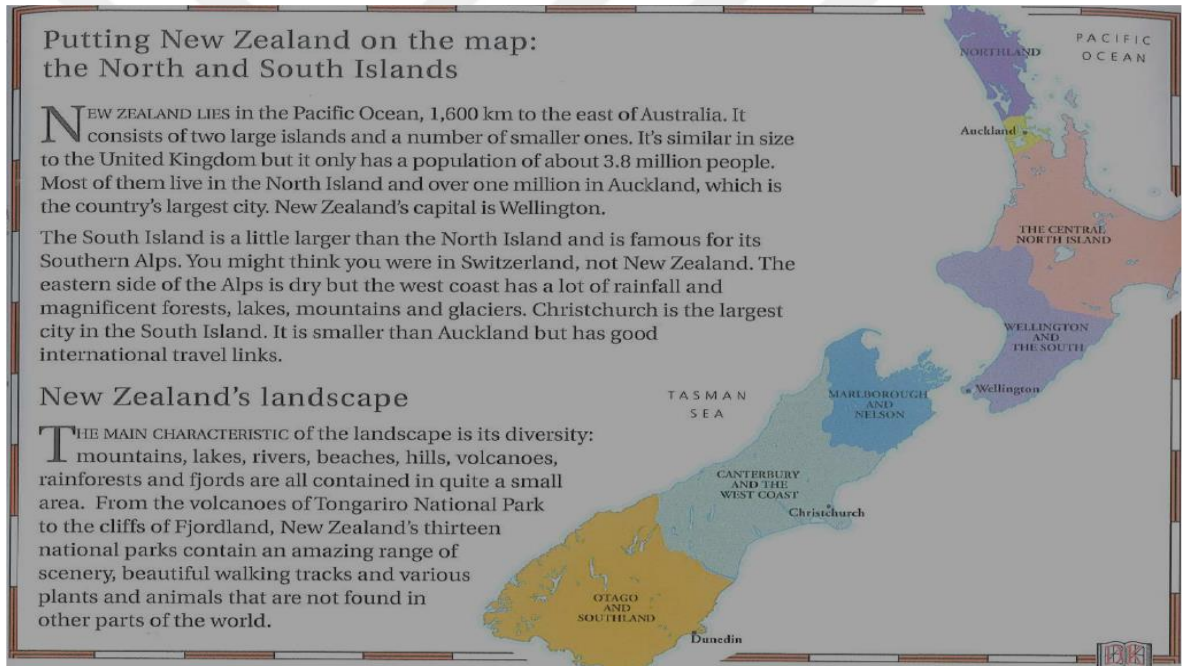 Putting New Zealand on the map:
the North and South Islands
NEW ZEALAND LIES in the Pacific Ocean, 1,600 km to the east of Australia. It
consists of two large islands and a number of smaller ones. It's similar in size
to the United Kingdom but it only has a population of about 3.8 million people.
Most of them live in the North Island and over one million in Auckland, which is
the country's largest city. New Zealand's capital is Wellington.
The South Island is a little larger than the North Island and is famous for its
Southern Alps. You might think you were in Switzerland, not New Zealand. The
eastern side of the Alps is dry but the west coast has a lot of rainfall and
magnificent forests, lakes, mountains and glaciers. Christchurch is the largest
city in the South Island. It is smaller than Auckland but has good
international travel links.
New Zealand's landscape
THE MAIN CHARACTERISTIC of the landscape is its diversity:
mountains, lakes, rivers, beaches, hills, volcanoes,
rainforests and fjords are all contained in quite a small
area. From the volcanoes of Tongariro National Park
to the cliffs of Fjordland, New Zealand's thirteen
national parks contain an amazing range of
scenery, beautiful walking tracks and various
plants and animals that are not found in
other parts of the world.
NORTHLAND
PACIFIC
OCEAN
Auckland
THE CENTRAL
NORTH ISLAND
WELLINGTON
AND
THE SOUTH
Wellington
TASMAN
SEA
MARLBOROUGH
AND
NELSON
CANTERBURY
AND THE
WEST COAST
Christchurch
OTAGO
AND
SOUTHLAND
Dunedin
DK